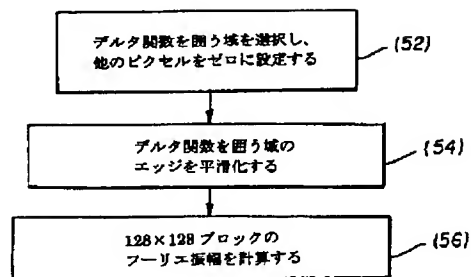 デルタ関数を囲う域を選択し、
他のピクセルをゼロに設定する
(52)
デルタ関数を囲う域の
エッジを平滑化する
(54)
128×128 ブロックの
フーリエ振幅を計算する
(56)